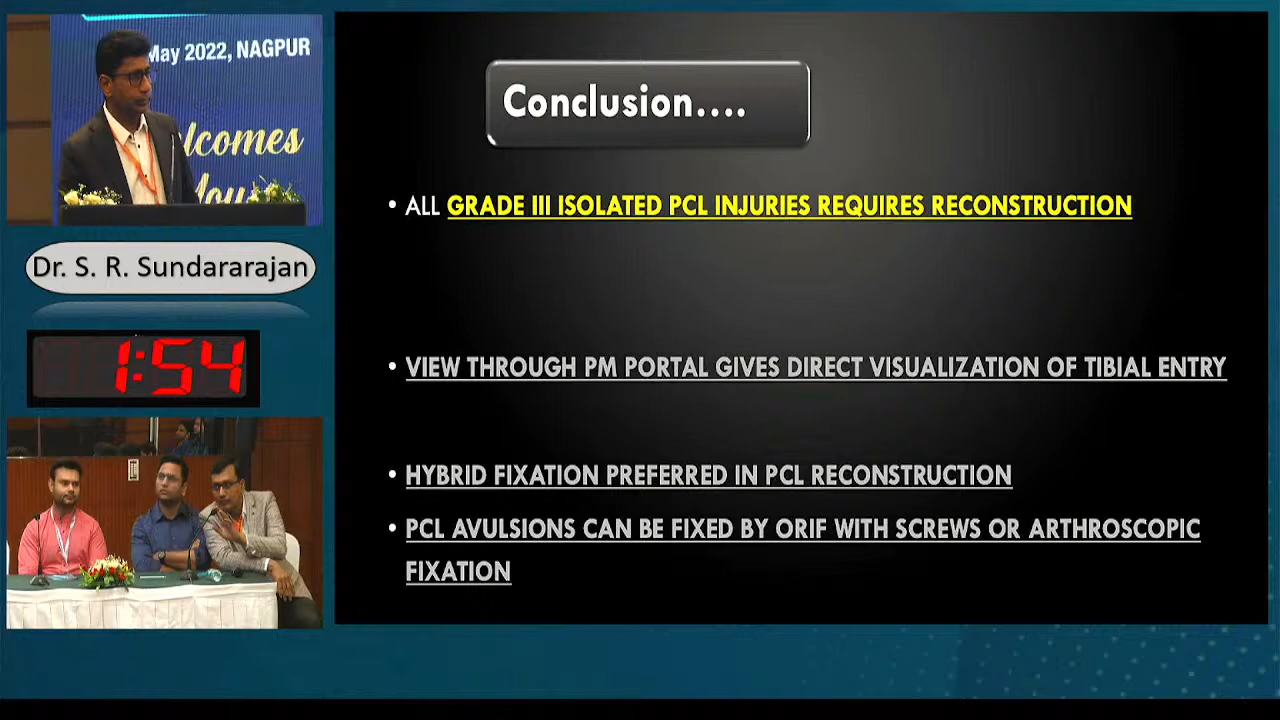 May 2022, NAGPUR
Dr. S. R. Sundararajan
1:54
Conclusion....
• ALL GRADE III ISOLATED PCL INJURIES REQUIRES RECONSTRUCTION
• VIEW THROUGH PM PORTAL GIVES DIRECT VISUALIZATION OF TIBIAL ENTRY
• HYBRID FIXATION PREFERRED IN PCL RECONSTRUCTION
• PCL AVULSIONS CAN BE FIXED BY ORIF WITH SCREWS OR ARTHROSCOPIC
FIXATION